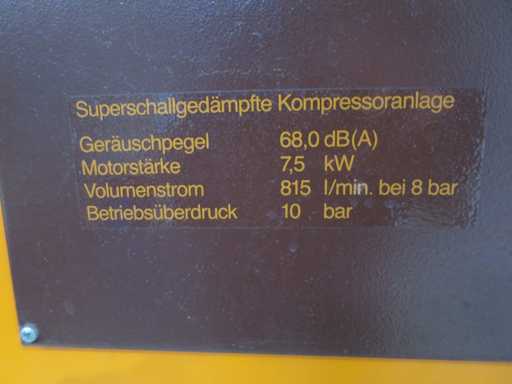 Superschallgedämpfte Kompressoranlage
Geräuschpegel 68,0 dB(A)
Motorstärke 7,5 kW
Volumenstrom 815 l/min. bei 8 bar
Betriebsüberdruck 10 bar